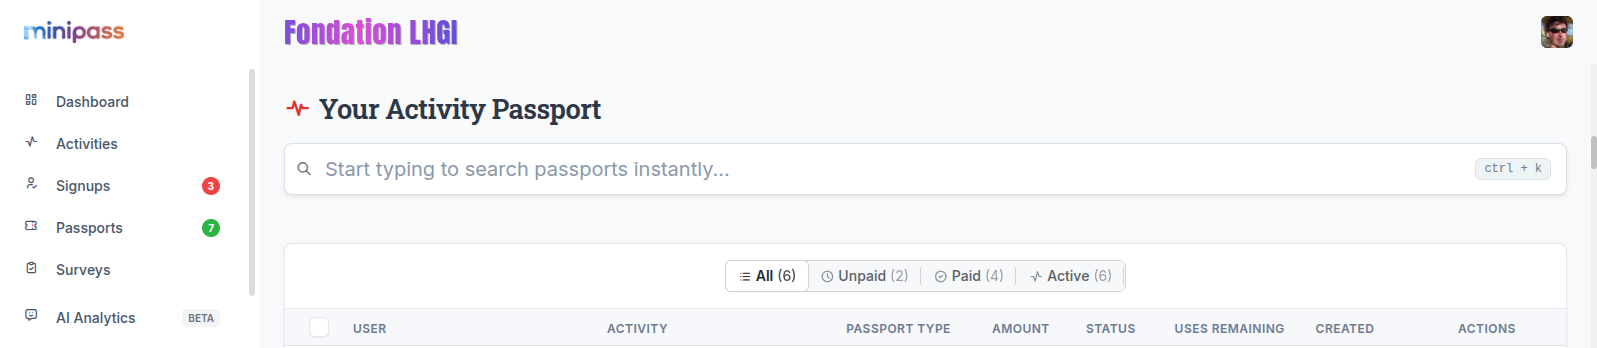 minipass
Fondation LHGI
Dashboard
Activities
Signups 3
Passports 7
Surveys
AI Analytics BETA
Your Activity Passport
Start typing to search passports instantly... ctrl + k
All (6) Unpaid (2) Paid (4) Active (6)
USER ACTIVITY PASSPORT TYPE AMOUNT STATUS USES REMAINING CREATED ACTIONS